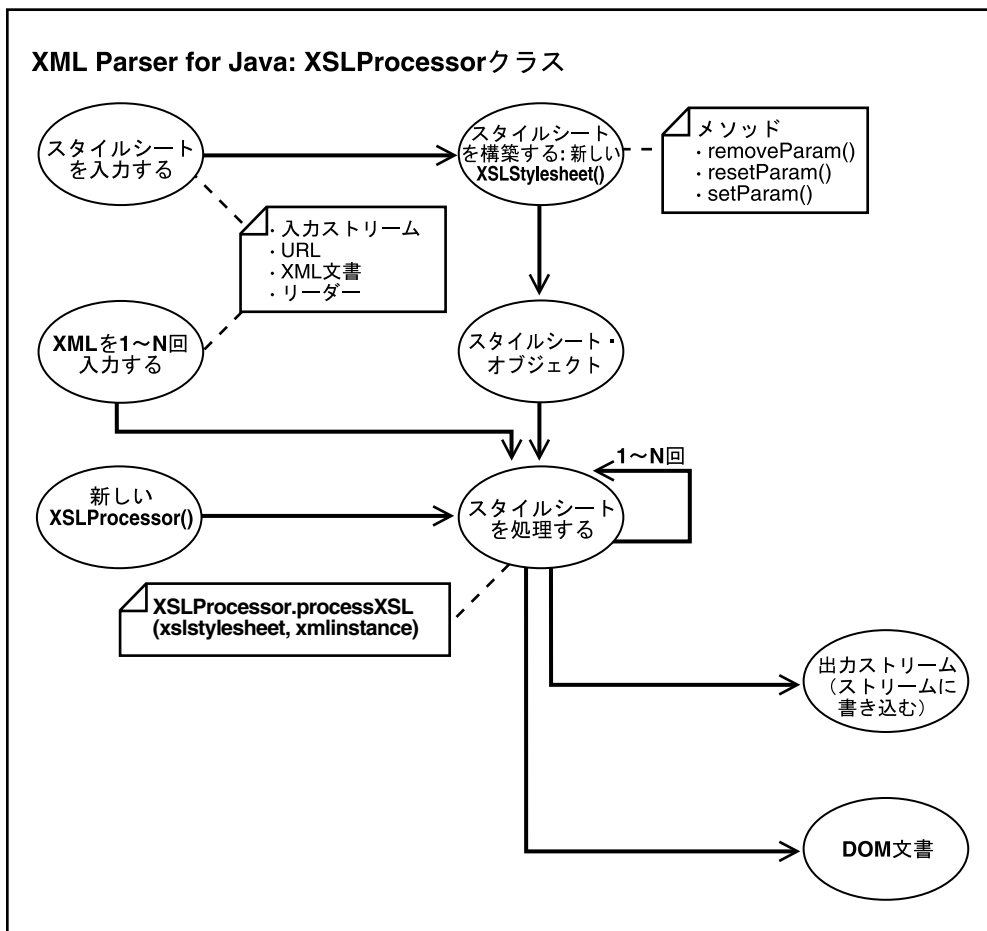 XML Parser for Java: XSLProcessorクラス
スタイルシート
を入力する
スタイルシート
を構築する: 新しい
XSLStylesheet()
メソッド
· removeParam()
· resetParam()
· setParam()
· 入力ストリーム
· URL
· XML文書
· リーダー
XMLを1〜N回
入力する
スタイルシート・
オブジェクト
1〜N回
新しい
XSLProcessor()
スタイルシート
を処理する
XSLProcessor.processXSL
(xslstylesheet, xmlinstance)
出力ストリーム
（ストリームに
書き込む）
DOM文書